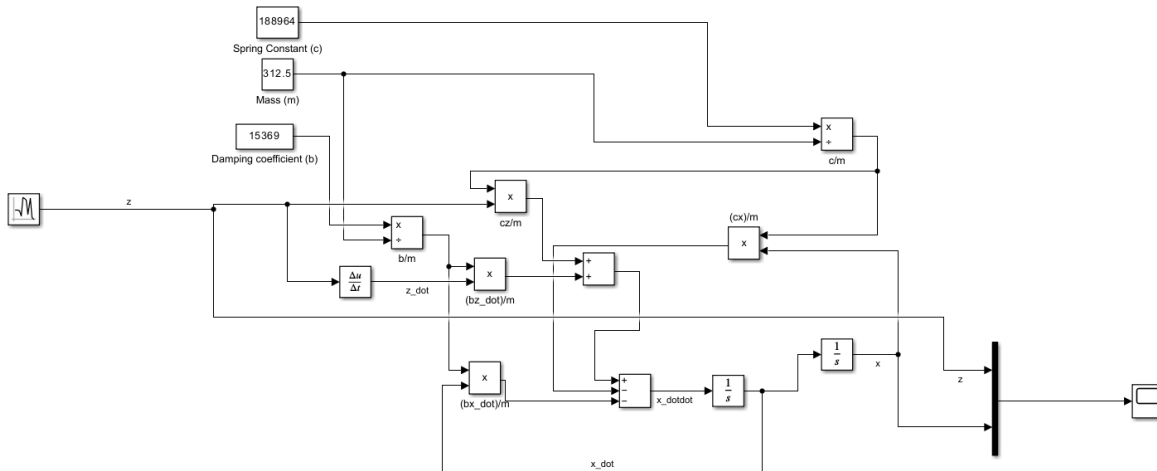 188964
Spring Constant (c)
312.5
Mass (m)
15369
Damping coefficient (b)
x
÷
c/m
z
x
cz/m
(cx)/m
x
x
÷
b/m
+
+
Δu
Δt
z_dot
x
(bz_dot)/m
1
s
x
z
x
(bx_dot)/m
+
−
−
x_dotdot
1
s
x_dot